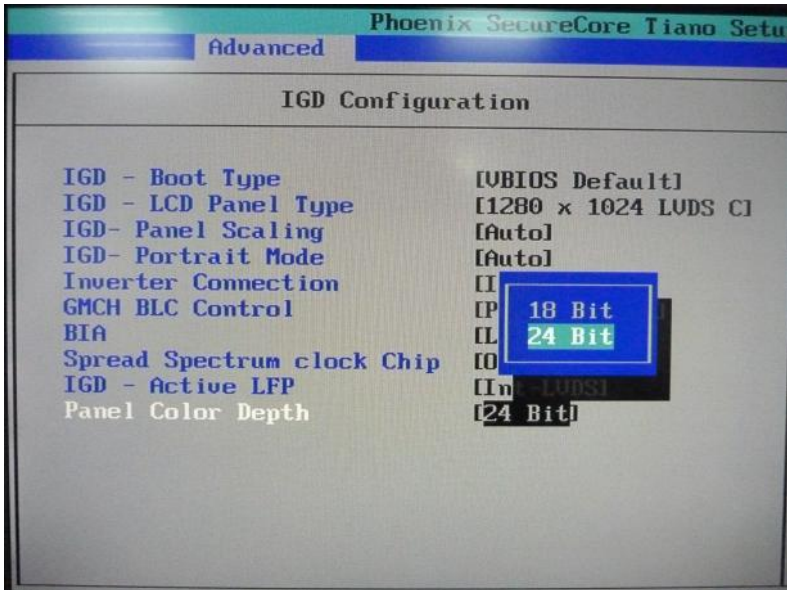 Phoenix SecureCore Tiano Setu
Advanced
IGD Configuration
IGD - Boot Type [VBIOS Default]
IGD - LCD Panel Type [1280 x 1024 LVDS C]
IGD- Panel Scaling [Auto]
IGD- Portrait Mode [Auto]
Inverter Connection [I
GMCH BLC Control [P
18 Bit
BIA [L
24 Bit
Spread Spectrum clock Chip [O
IGD - Active LFP [Int-LVDS]
Panel Color Depth [24 Bit]